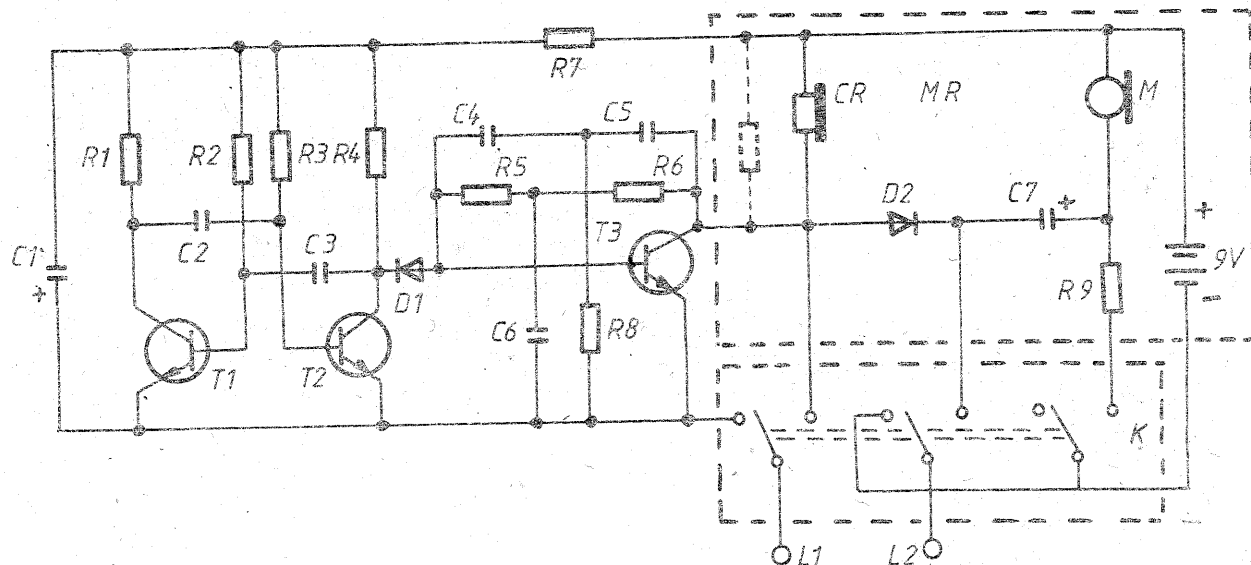 R7
CR
MR
M
C4
C5
R1
R2
R3
R4
R5
R6
C2
C3
T3
D2
C7
+
+
9V
-
C1
+
D1
R9
C6
R8
T1
T2
K
L1
L2